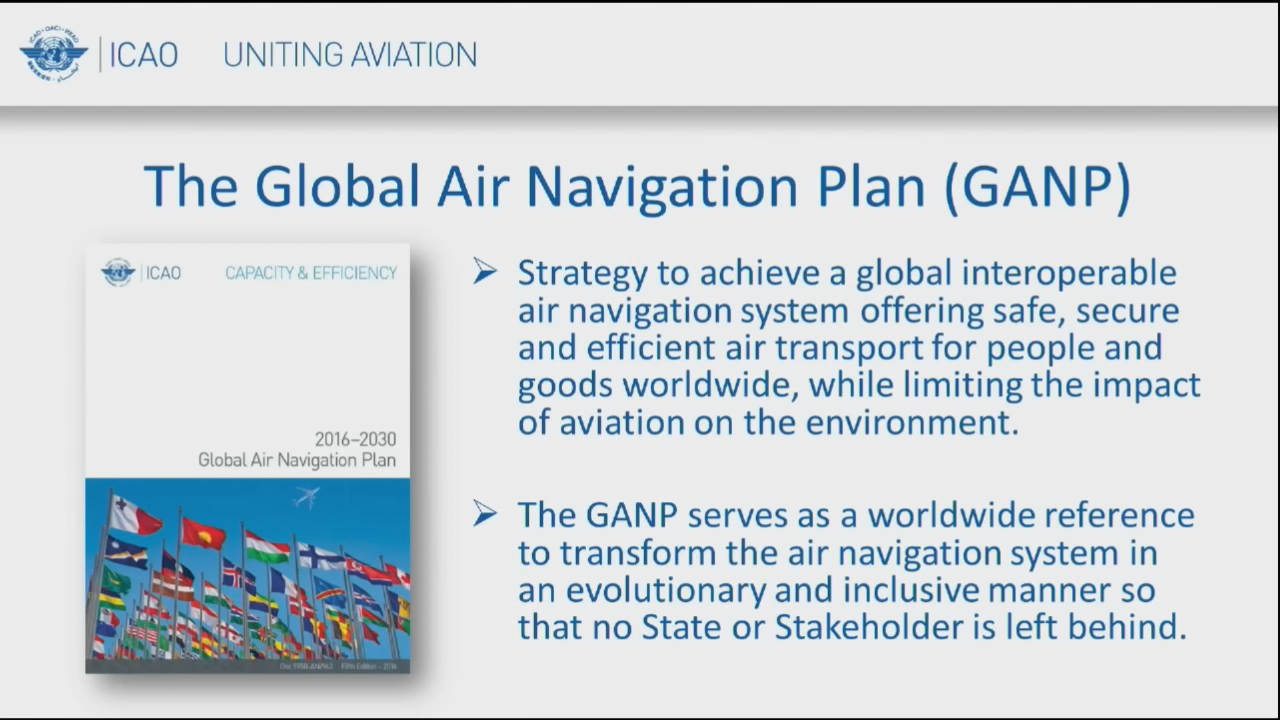 ICAO UNITING AVIATION
The Global Air Navigation Plan (GANP)
ICAO CAPACITY & EFFICIENCY
2016–2030
Global Air Navigation Plan
Fifth Edition – 2016
Strategy to achieve a global interoperable
air navigation system offering safe, secure
and efficient air transport for people and
goods worldwide, while limiting the impact
of aviation on the environment.
The GANP serves as a worldwide reference
to transform the air navigation system in
an evolutionary and inclusive manner so
that no State or Stakeholder is left behind.